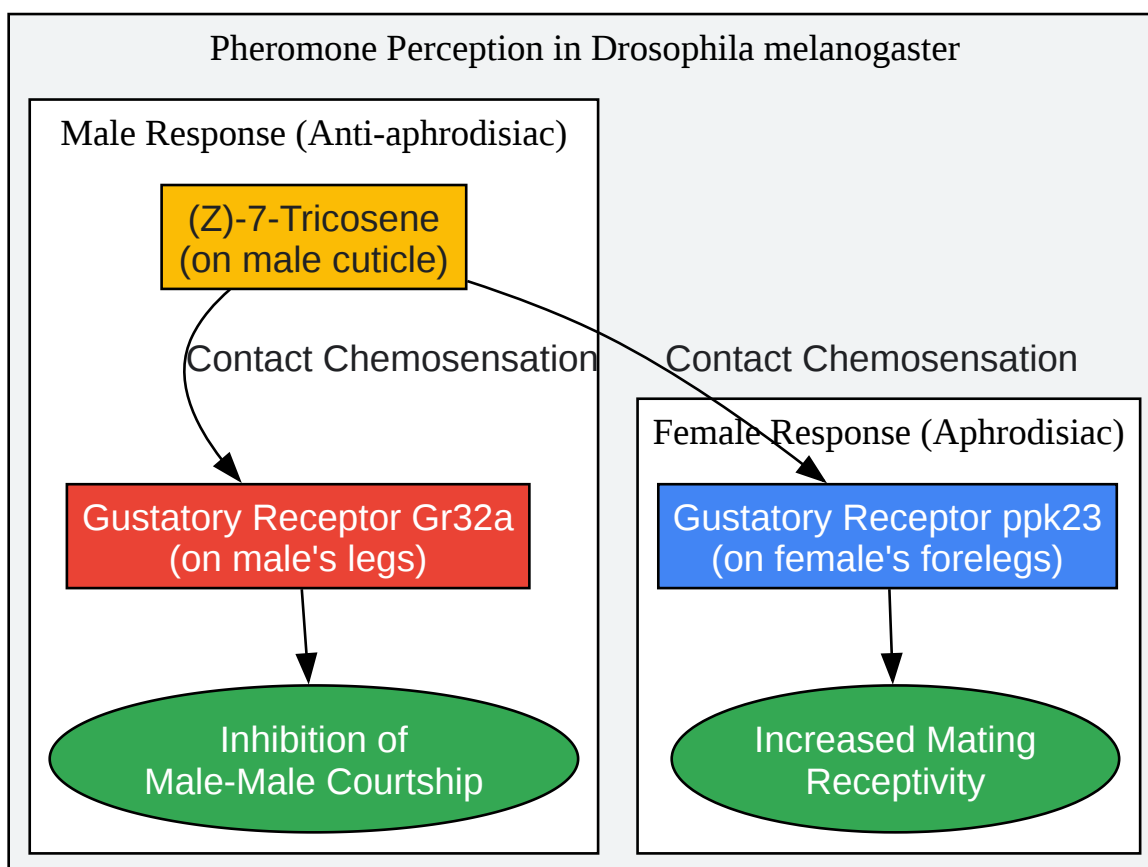 Pheromone Perception in Drosophila melanogaster
Male Response (Anti-aphrodisiac)
(Z)-7-Tricosene
(on male cuticle)
Contact Chemosensation
Contact Chemosensation
Female Response (Aphrodisiac)
Gustatory Receptor Gr32a
(on male's legs)
Gustatory Receptor ppk23
(on female's forelegs)
Inhibition of
Male-Male Courtship
Increased Mating
Receptivity